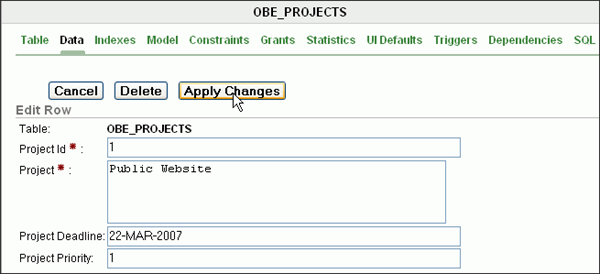 OBE_PROJECTS
Table Data Indexes Model Constraints Grants Statistics UI Defaults Triggers Dependencies SQL
Cancel Delete Apply Changes
Edit Row
Table: OBE_PROJECTS
Project Id * : 1
Project * : Public Website
Project Deadline: 22-MAR-2007
Project Priority: 1